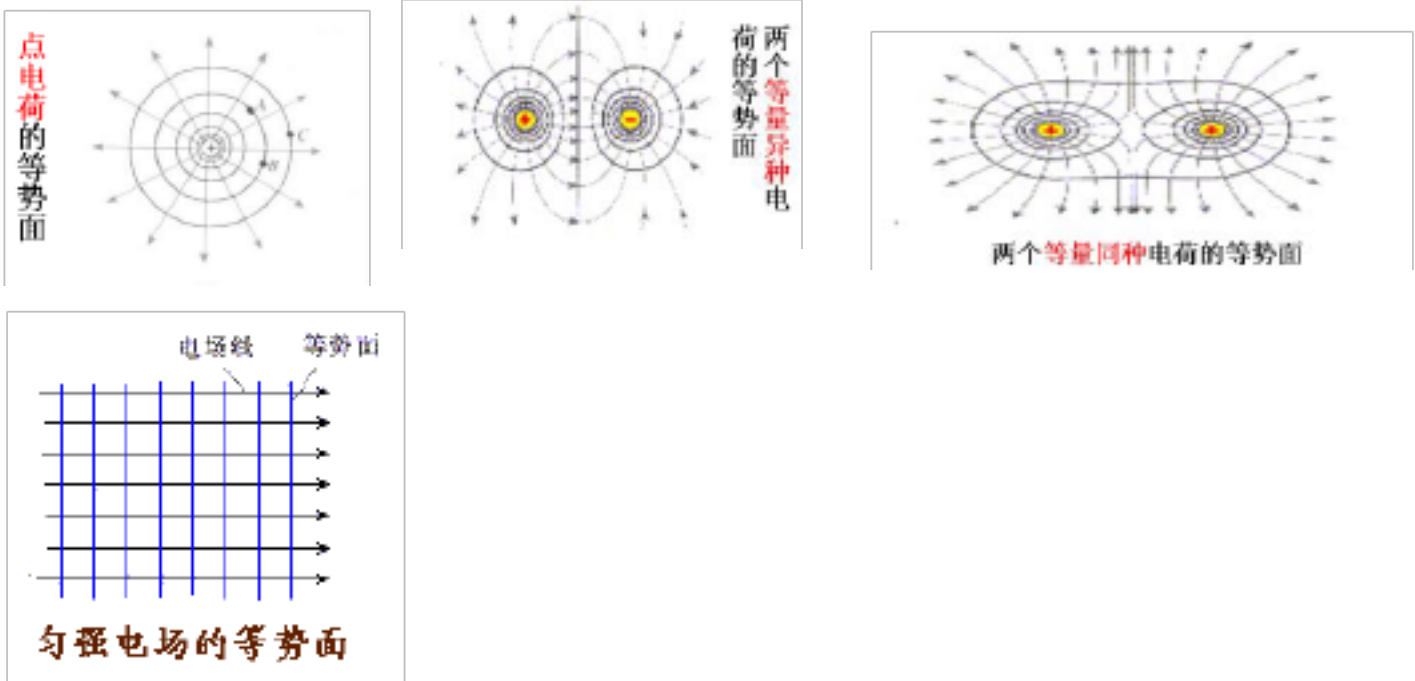 点电荷的等势面
A
C
B
两个等量异种电
荷的等势面
两个等量同种电荷的等势面
电场线
等势面
匀强电场的等势面